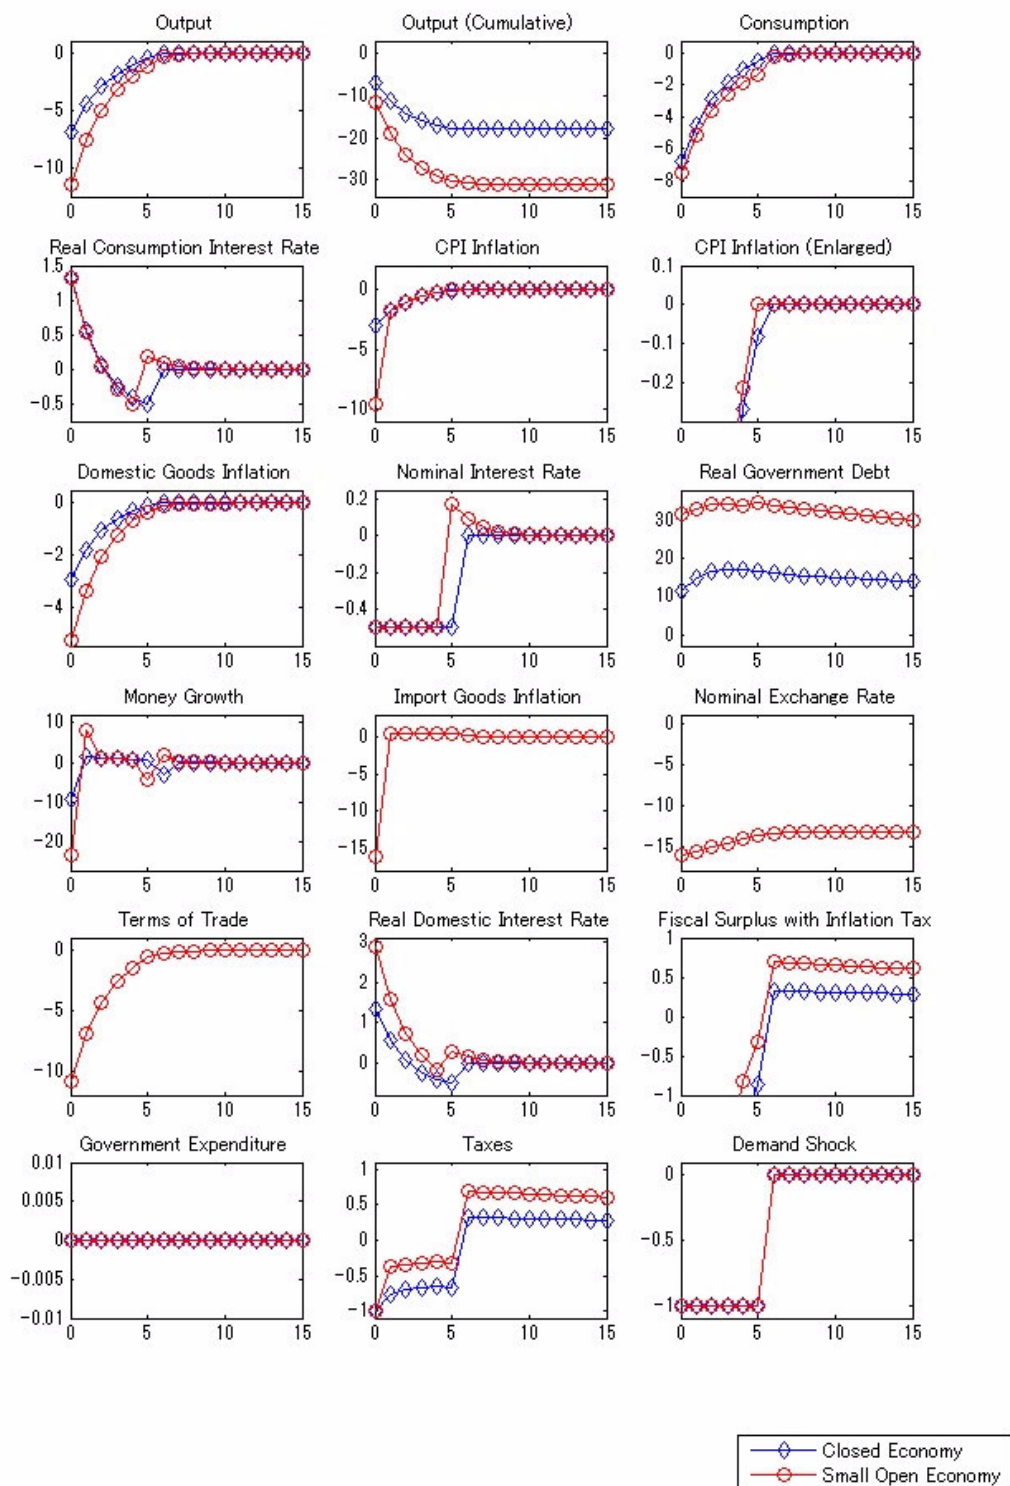 Output
Output (Cumulative)
Consumption
0
-5
-10
0 5 10 15
0
-10
-20
-30
0 5 10 15
0
-2
-4
-6
-8
0 5 10 15
Real Consumption Interest Rate
CPI Inflation
CPI Inflation (Enlarged)
1.5
1
0.5
0
-0.5
0 5 10 15
0
-5
-10
0 5 10 15
0.1
0
-0.1
-0.2
0 5 10 15
Domestic Goods Inflation
Nominal Interest Rate
Real Government Debt
0
-2
-4
0 5 10 15
0.2
0
-0.2
-0.4
0 5 10 15
30
20
10
0
0 5 10 15
Money Growth
Import Goods Inflation
Nominal Exchange Rate
10
0
-10
-20
0 5 10 15
0
-5
-10
-15
0 5 10 15
0
-5
-10
-15
0 5 10 15
Terms of Trade
Real Domestic Interest Rate
Fiscal Surplus with Inflation Tax
0
-5
-10
0 5 10 15
3
2
1
0
0 5 10 15
1
0.5
0
-0.5
-1
0 5 10 15
Government Expenditure
Taxes
Demand Shock
0.01
0.005
0
-0.005
-0.01
0 5 10 15
1
0.5
0
-0.5
-1
0 5 10 15
0
-0.5
-1
0 5 10 15
Closed Economy
Small Open Economy